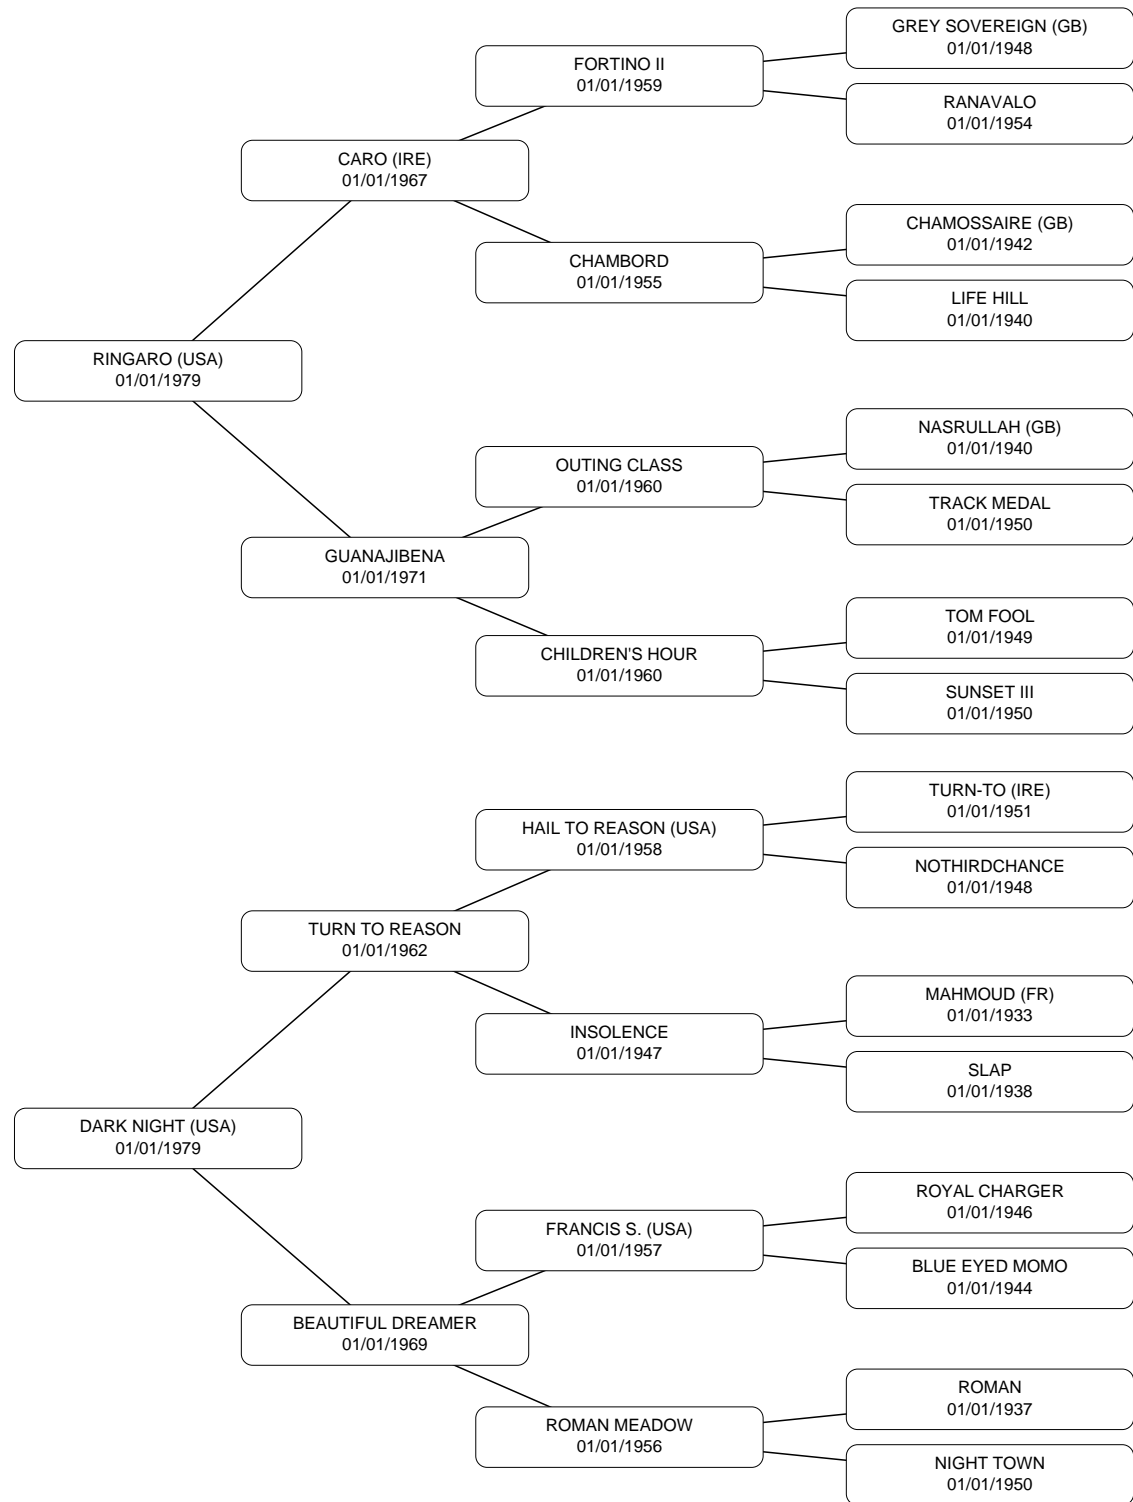 GREY SOVEREIGN (GB)
01/01/1948
FORTINO II
01/01/1959
RANAVALO
01/01/1954
CARO (IRE)
01/01/1967
CHAMOSSAIRE (GB)
01/01/1942
CHAMBORD
01/01/1955
LIFE HILL
01/01/1940
RINGARO (USA)
01/01/1979
NASRULLAH (GB)
01/01/1940
OUTING CLASS
01/01/1960
TRACK MEDAL
01/01/1950
GUANAJIBENA
01/01/1971
TOM FOOL
01/01/1949
CHILDREN'S HOUR
01/01/1960
SUNSET III
01/01/1950
TURN-TO (IRE)
01/01/1951
HAIL TO REASON (USA)
01/01/1958
NOTHIRDCHANCE
01/01/1948
TURN TO REASON
01/01/1962
MAHMOUD (FR)
01/01/1933
INSOLENCE
01/01/1947
SLAP
01/01/1938
DARK NIGHT (USA)
01/01/1979
ROYAL CHARGER
01/01/1946
FRANCIS S. (USA)
01/01/1957
BLUE EYED MOMO
01/01/1944
BEAUTIFUL DREAMER
01/01/1969
ROMAN
01/01/1937
ROMAN MEADOW
01/01/1956
NIGHT TOWN
01/01/1950